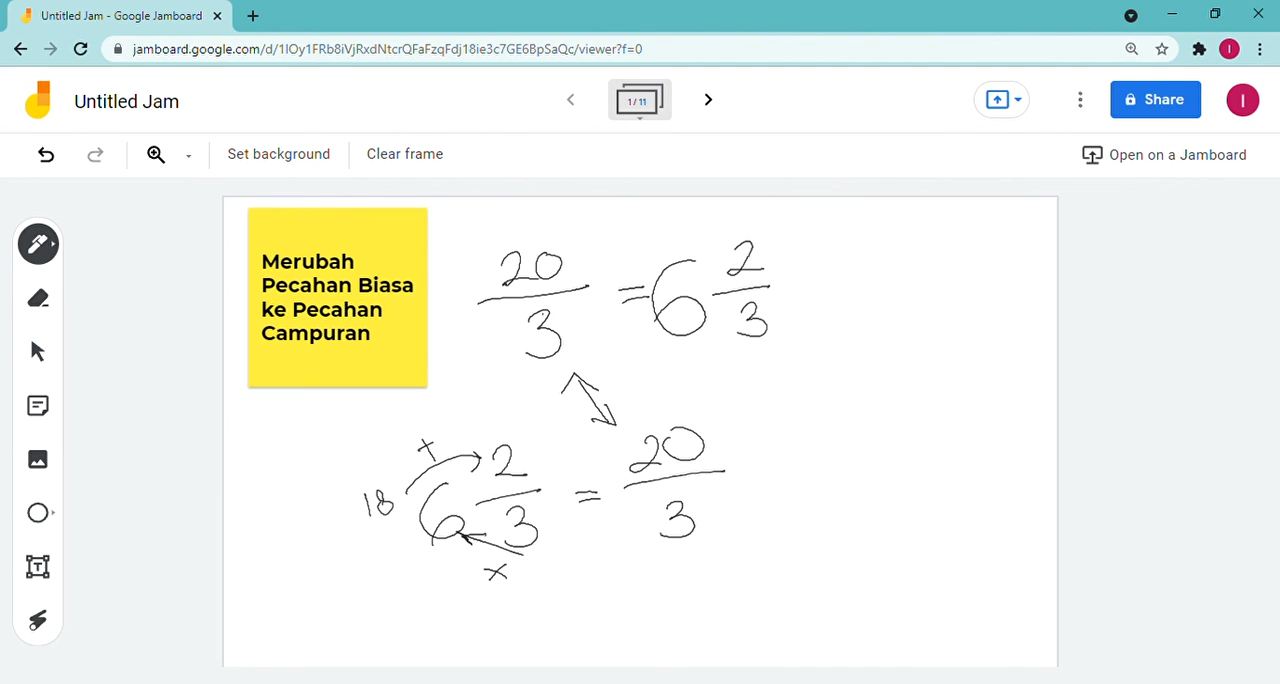 Untitled Jam - Google Jamboard
jamboard.google.com/d/1IOy1FRb8iVjRxdNtcrQFaFzqFdj18ie3c7GE6BpSaQc/viewer?f=0
I
Untitled Jam
1 / 11
Share
I
Set background
Clear frame
Open on a Jamboard
Merubah
Pecahan Biasa
ke Pecahan
Campuran
20/3 = 6 2/3
+
18 6 2/3 = 20/3
x
T